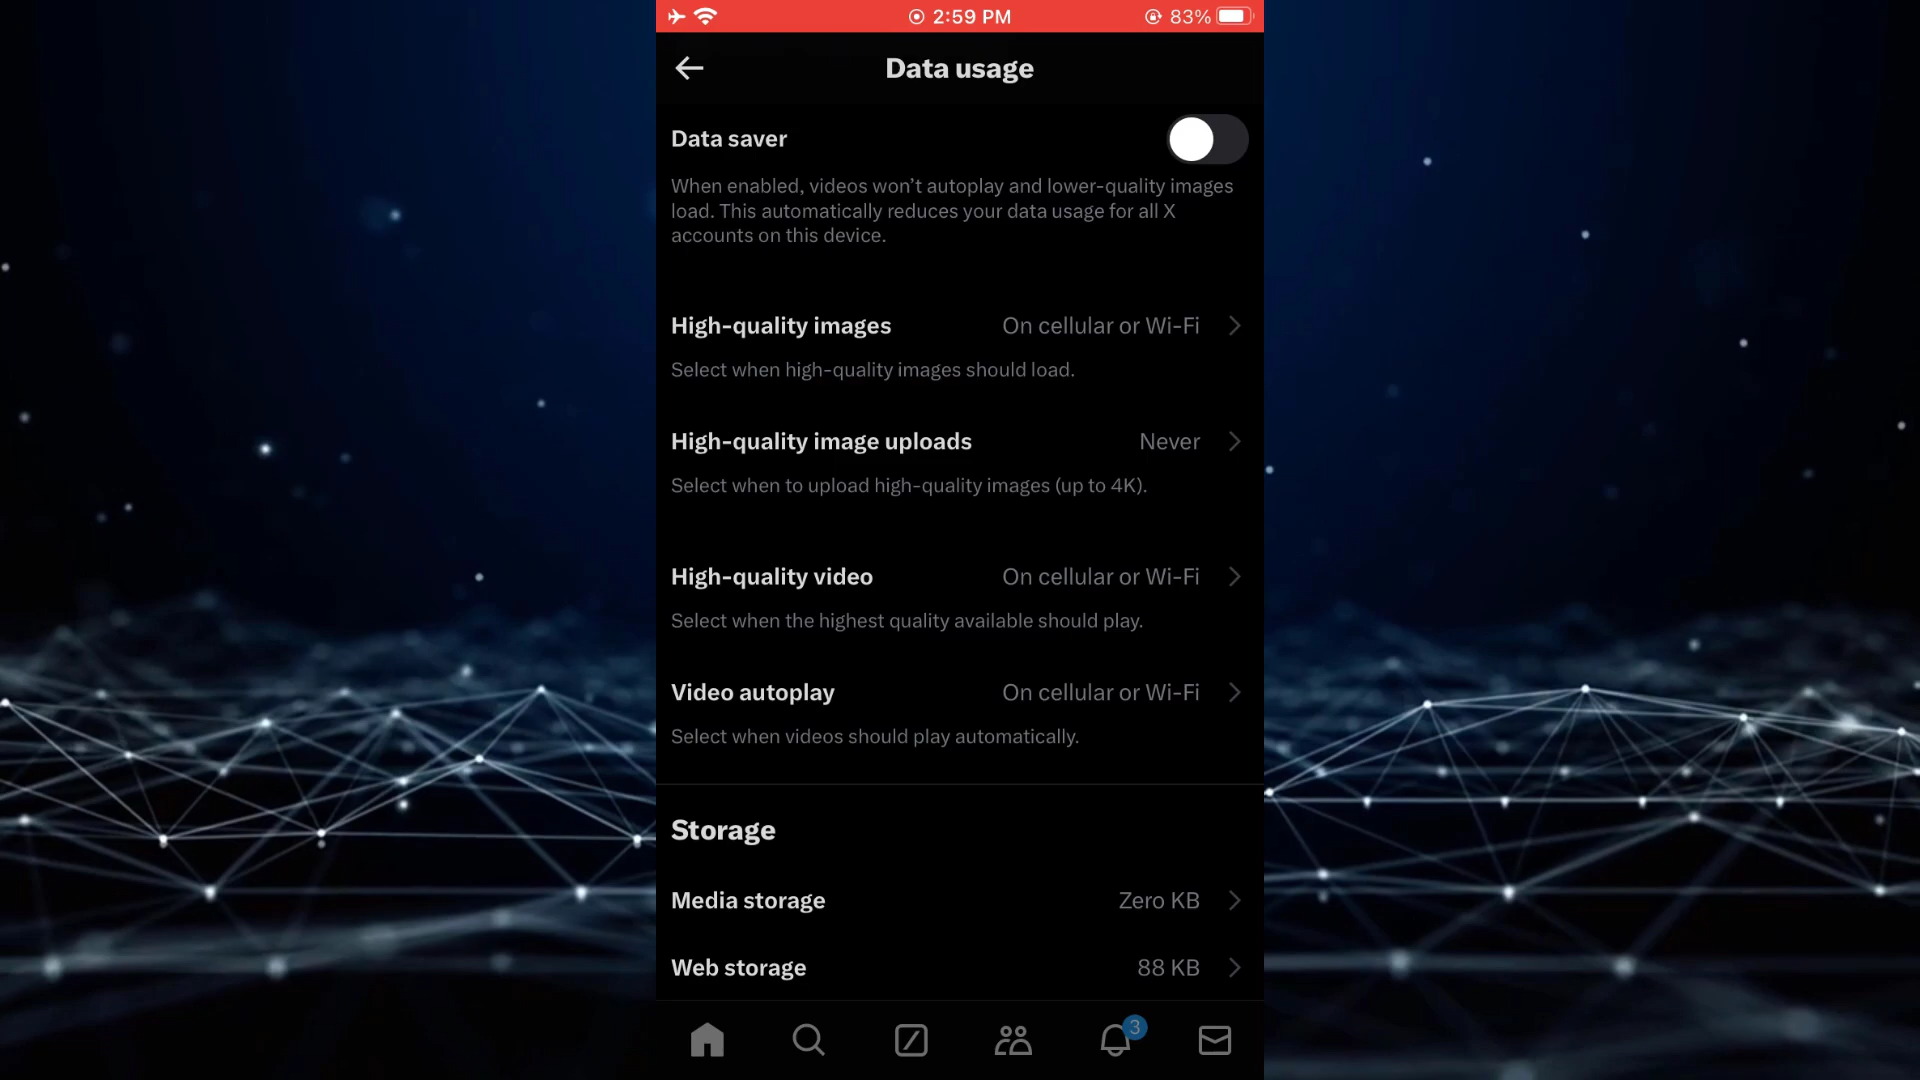 2:59 PM
83%
Data usage
Data saver
When enabled, videos won’t autoplay and lower-quality images
load. This automatically reduces your data usage for all X
accounts on this device.
High-quality images On cellular or Wi-Fi
Select when high-quality images should load.
High-quality image uploads Never
Select when to upload high-quality images (up to 4K).
High-quality video On cellular or Wi-Fi
Select when the highest quality available should play.
Video autoplay On cellular or Wi-Fi
Select when videos should play automatically.
Storage
Media storage Zero KB
Web storage 88 KB
3